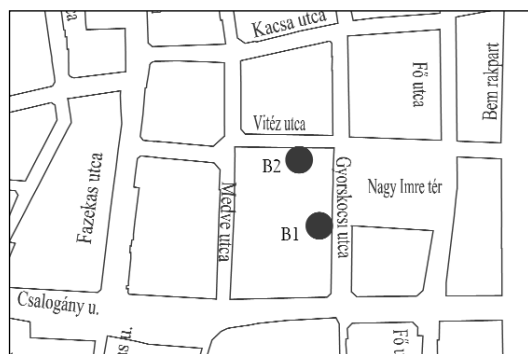 Kacsa utca
Fő utca
Bem rakpart
Vitéz utca
B2
Fazekas utca
Medve utca
Gyorskocsi utca
Nagy Imre tér
B1
Csalogány u.
Fő u